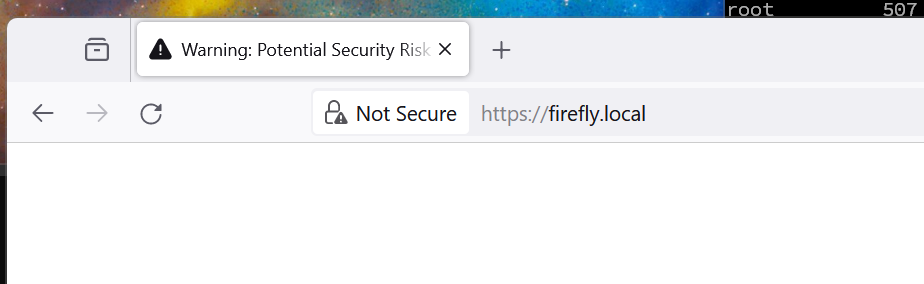 root 507
Warning: Potential Security Risk
Not Secure https://firefly.local